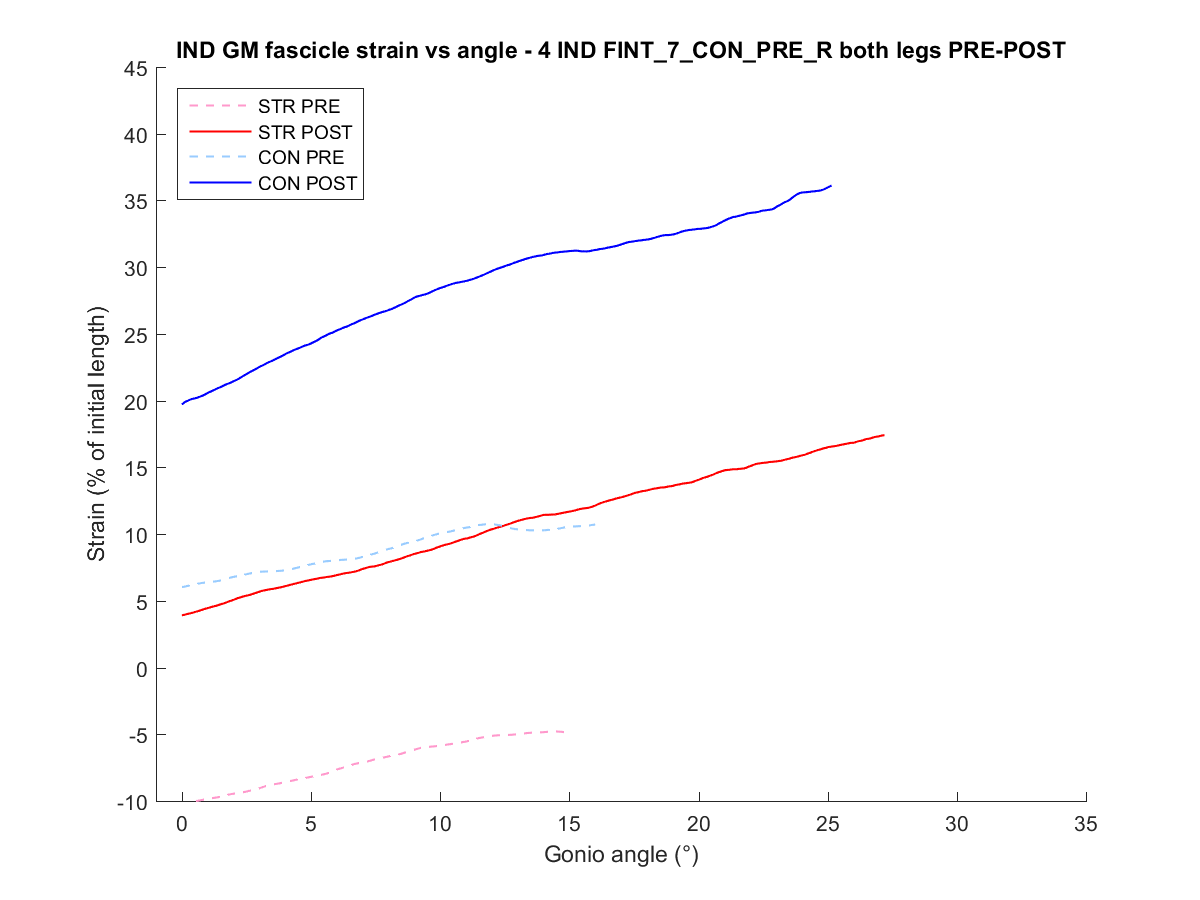 IND GM fascicle strain vs angle - 4 IND FINT_7_CON_PRE_R both legs PRE-POST
45
40
35
30
25
20
15
10
5
0
-5
-10
STR PRE
STR POST
CON PRE
CON POST
Strain (% of initial length)
0 5 10 15 20 25 30 35
Gonio angle (°)